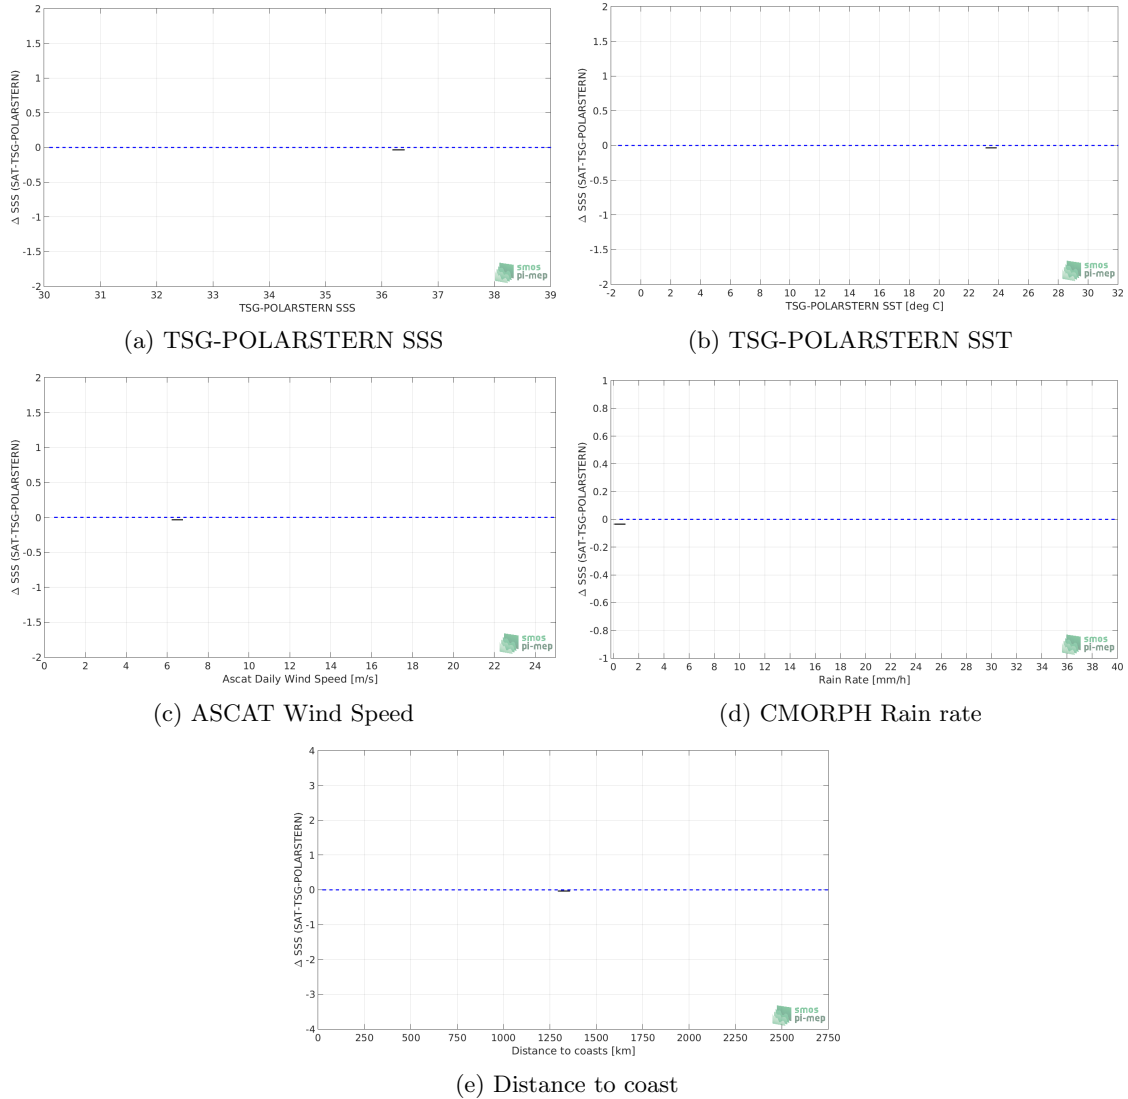 2
1.5
1
0.5
0
-0.5
-1
-1.5
-2
Δ SSS (SAT-TSG-POLARSTERN)
30 31 32 33 34 35 36 37 38 39
TSG-POLARSTERN SSS
smos
pi-mep
(a) TSG-POLARSTERN SSS
2
1.5
1
0.5
0
-0.5
-1
-1.5
-2
Δ SSS (SAT-TSG-POLARSTERN)
-2 0 2 4 6 8 10 12 14 16 18 20 22 24 26 28 30 32
TSG-POLARSTERN SST [deg C]
smos
pi-mep
(b) TSG-POLARSTERN SST
2
1.5
1
0.5
0
-0.5
-1
-1.5
-2
Δ SSS (SAT-TSG-POLARSTERN)
0 2 4 6 8 10 12 14 16 18 20 22 24
Ascat Daily Wind Speed [m/s]
smos
pi-mep
(c) ASCAT Wind Speed
1
0.8
0.6
0.4
0.2
0
-0.2
-0.4
-0.6
-0.8
-1
Δ SSS (SAT-TSG-POLARSTERN)
0 2 4 6 8 10 12 14 16 18 20 22 24 26 28 30 32 34 36 38 40
Rain Rate [mm/h]
smos
pi-mep
(d) CMORPH Rain rate
4
3
2
1
0
-1
-2
-3
-4
Δ SSS (SAT-TSG-POLARSTERN)
0 250 500 750 1000 1250 1500 1750 2000 2250 2500 2750
Distance to coasts [km]
smos
pi-mep
(e) Distance to coast